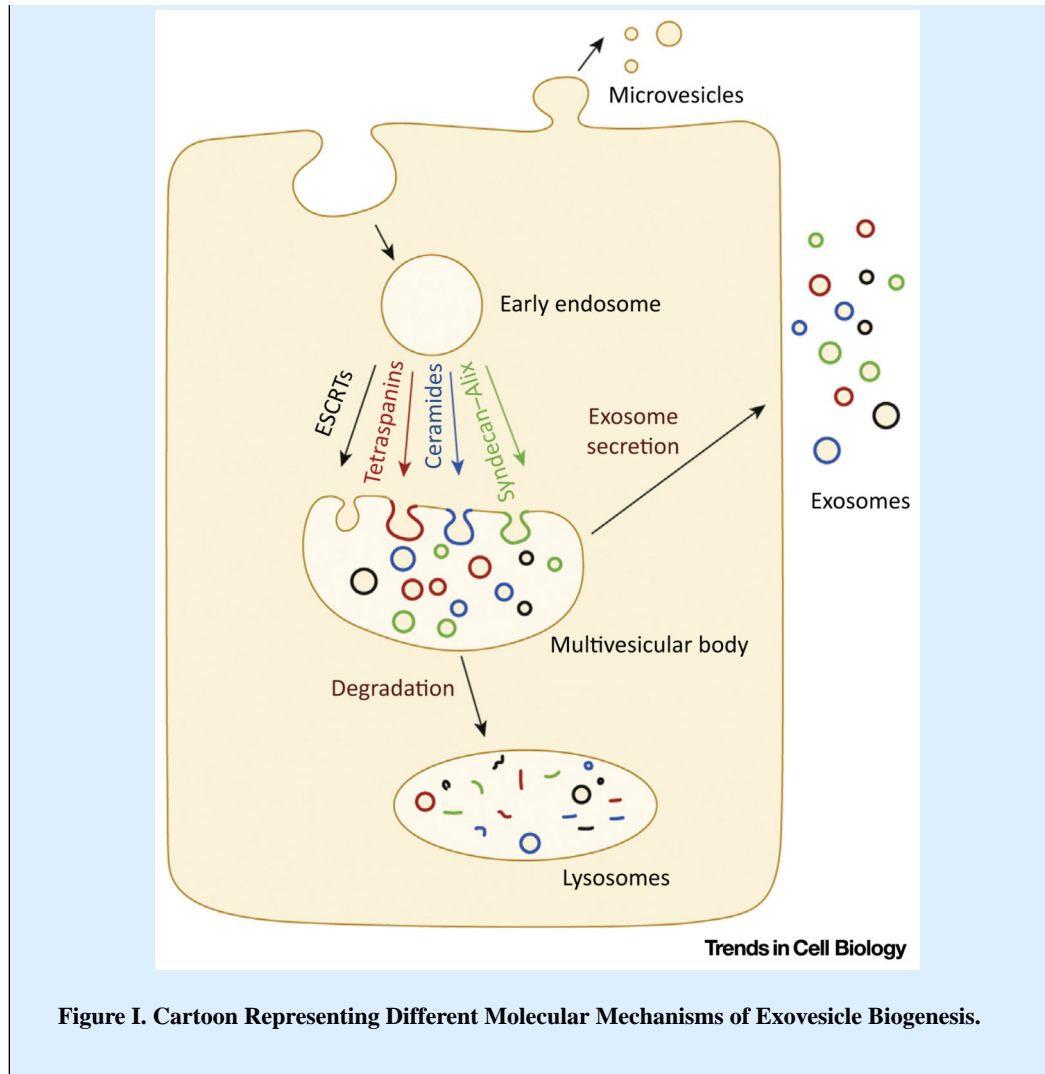 Microvesicles
Early endosome
ESCRTs
Tetraspanins
Ceramides
Syndecan–Alix
Exosome
secretion
Exosomes
Multivesicular body
Degradation
Lysosomes
Trends in Cell Biology
Figure I. Cartoon Representing Different Molecular Mechanisms of Exovesicle Biogenesis.